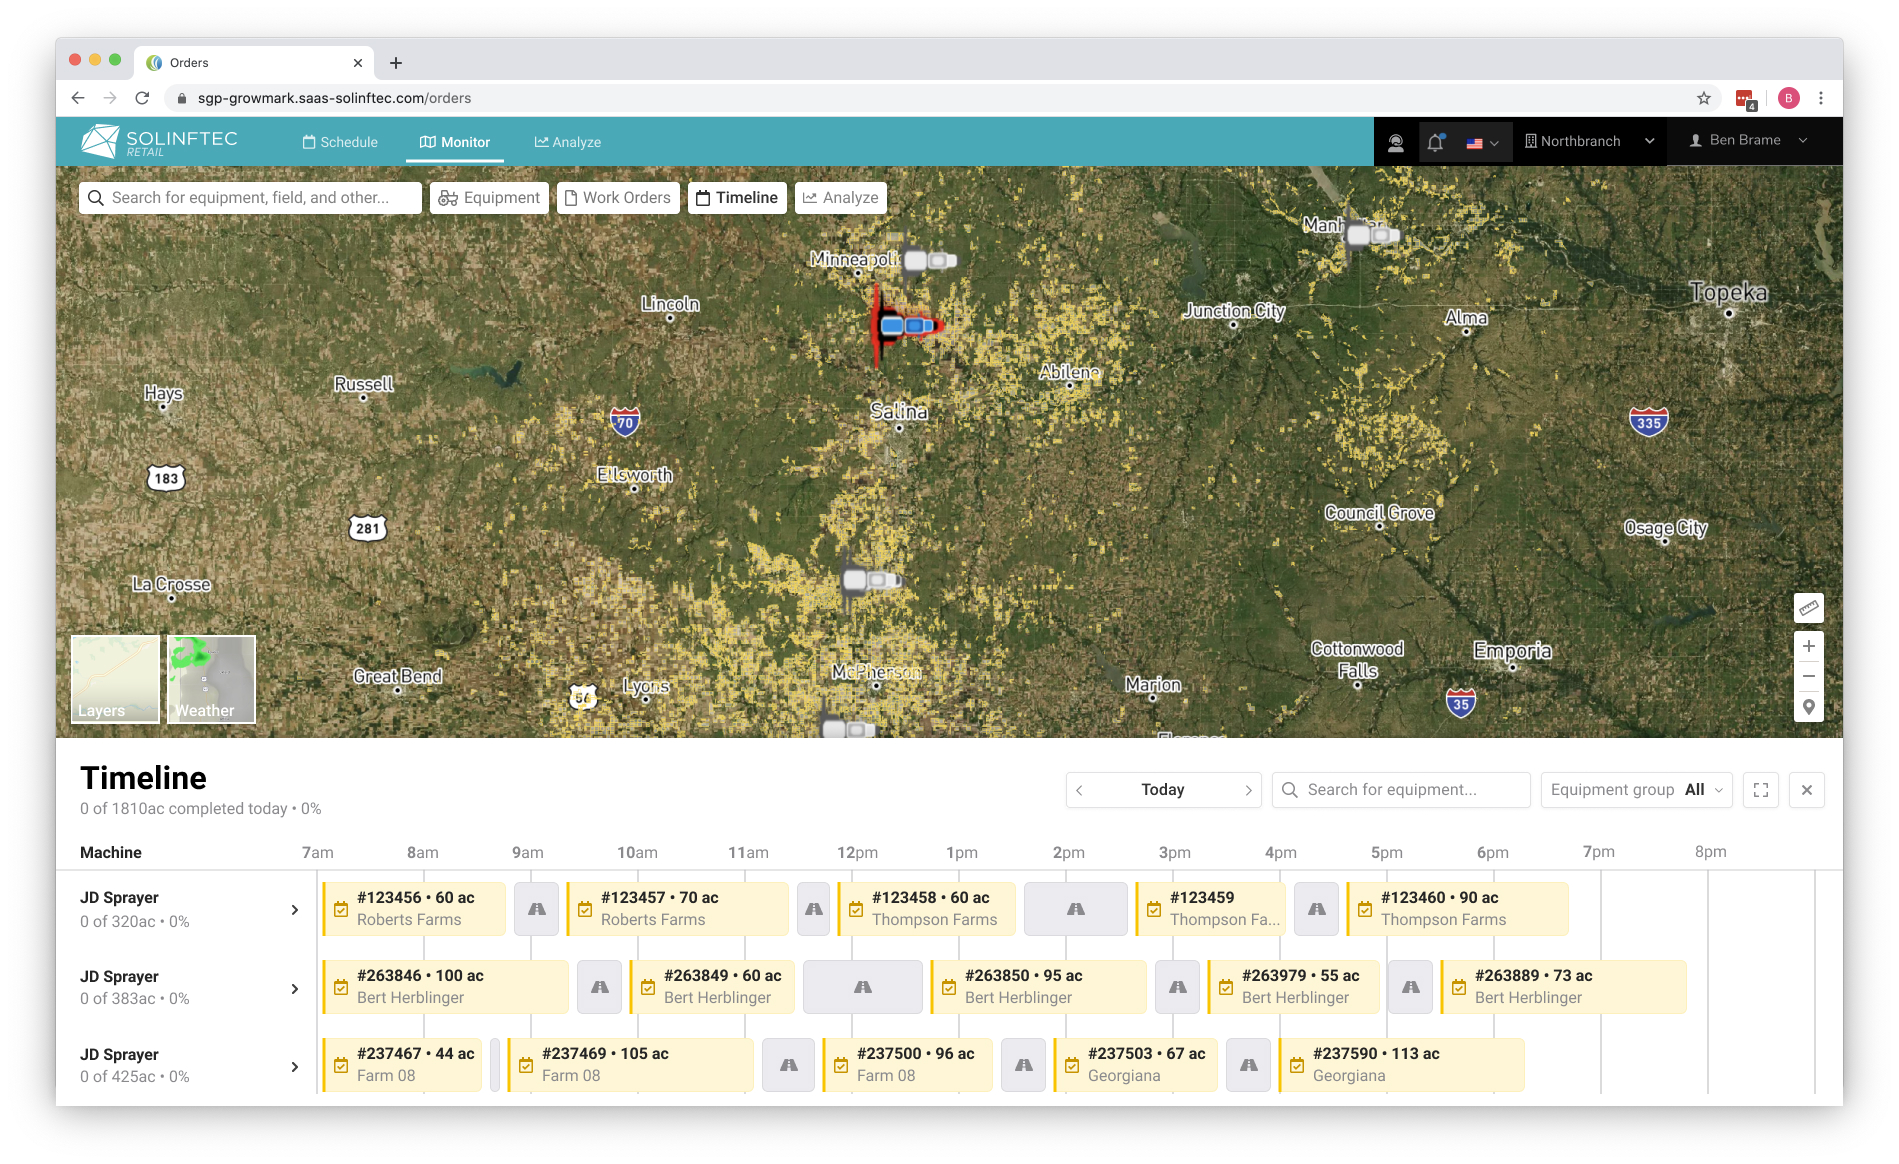 Orders
sgp-growmark.saas-solinftec.com/orders
4
B
SOLINFTEC
RETAIL
Schedule
Monitor
Analyze
Northbranch
Ben Brame
Search for equipment, field, and other...
Equipment
Work Orders
Timeline
Analyze
Minneapolis
Lincoln
Junction City
Alma
Topeka
Hays
Russell
Abilene
Salina
70
335
183
Ellsworth
281
Council Grove
Osage City
La Crosse
Great Bend
56
Lyons
McPherson
Marion
Cottonwood
Falls
Emporia
35
Layers
Weather
Timeline
0 of 1810ac completed today • 0%
Today
Search for equipment...
Equipment group All
Machine 7am 8am 9am 10am 11am 12pm 1pm 2pm 3pm 4pm 5pm 6pm 7pm 8pm
JD Sprayer
0 of 320ac • 0%
#123456 • 60 ac
Roberts Farms
#123457 • 70 ac
Roberts Farms
#123458 • 60 ac
Thompson Farms
#123459
Thompson Fa...
#123460 • 90 ac
Thompson Farms
JD Sprayer
0 of 383ac • 0%
#263846 • 100 ac
Bert Herblinger
#263849 • 60 ac
Bert Herblinger
#263850 • 95 ac
Bert Herblinger
#263979 • 55 ac
Bert Herblinger
#263889 • 73 ac
Bert Herblinger
JD Sprayer
0 of 425ac • 0%
#237467 • 44 ac
Farm 08
#237469 • 105 ac
Farm 08
#237500 • 96 ac
Farm 08
#237503 • 67 ac
Georgiana
#237590 • 113 ac
Georgiana